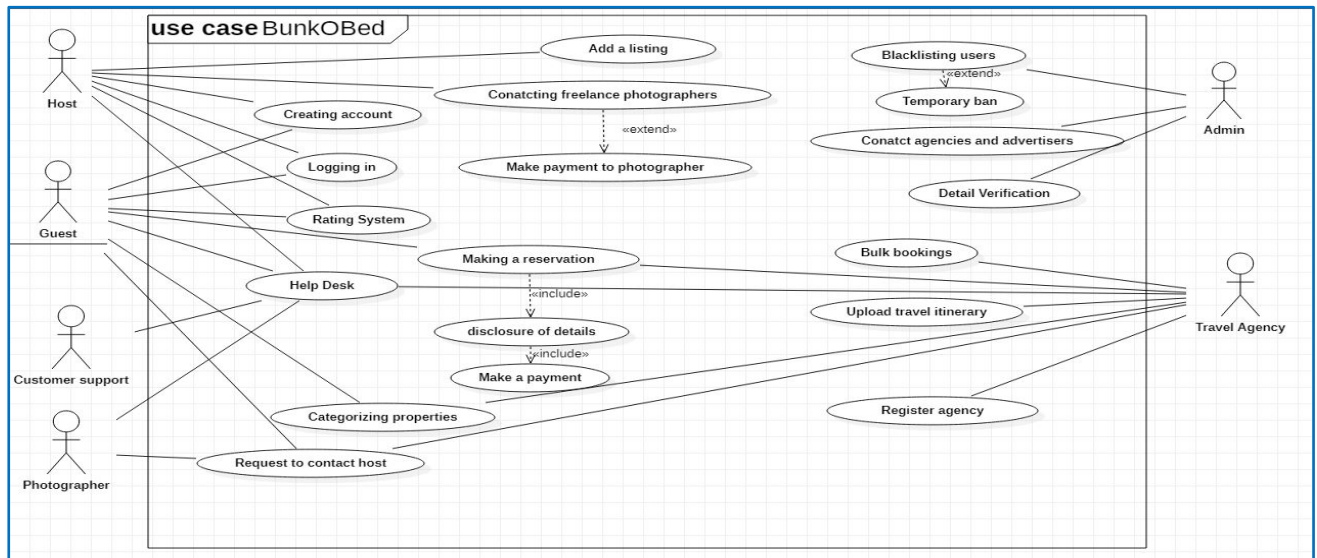 use case BunkOBed
Host
Guest
Customer support
Photographer
Add a listing
Conatcting freelance photographers
«extend»
Make payment to photographer
Creating account
Logging in
Rating System
Making a reservation
«include»
Help Desk
disclosure of details
«include»
Make a payment
Categorizing properties
Request to contact host
Blacklisting users
«extend»
Temporary ban
Conatct agencies and advertisers
Detail Verification
Bulk bookings
Upload travel itinerary
Register agency
Admin
Travel Agency